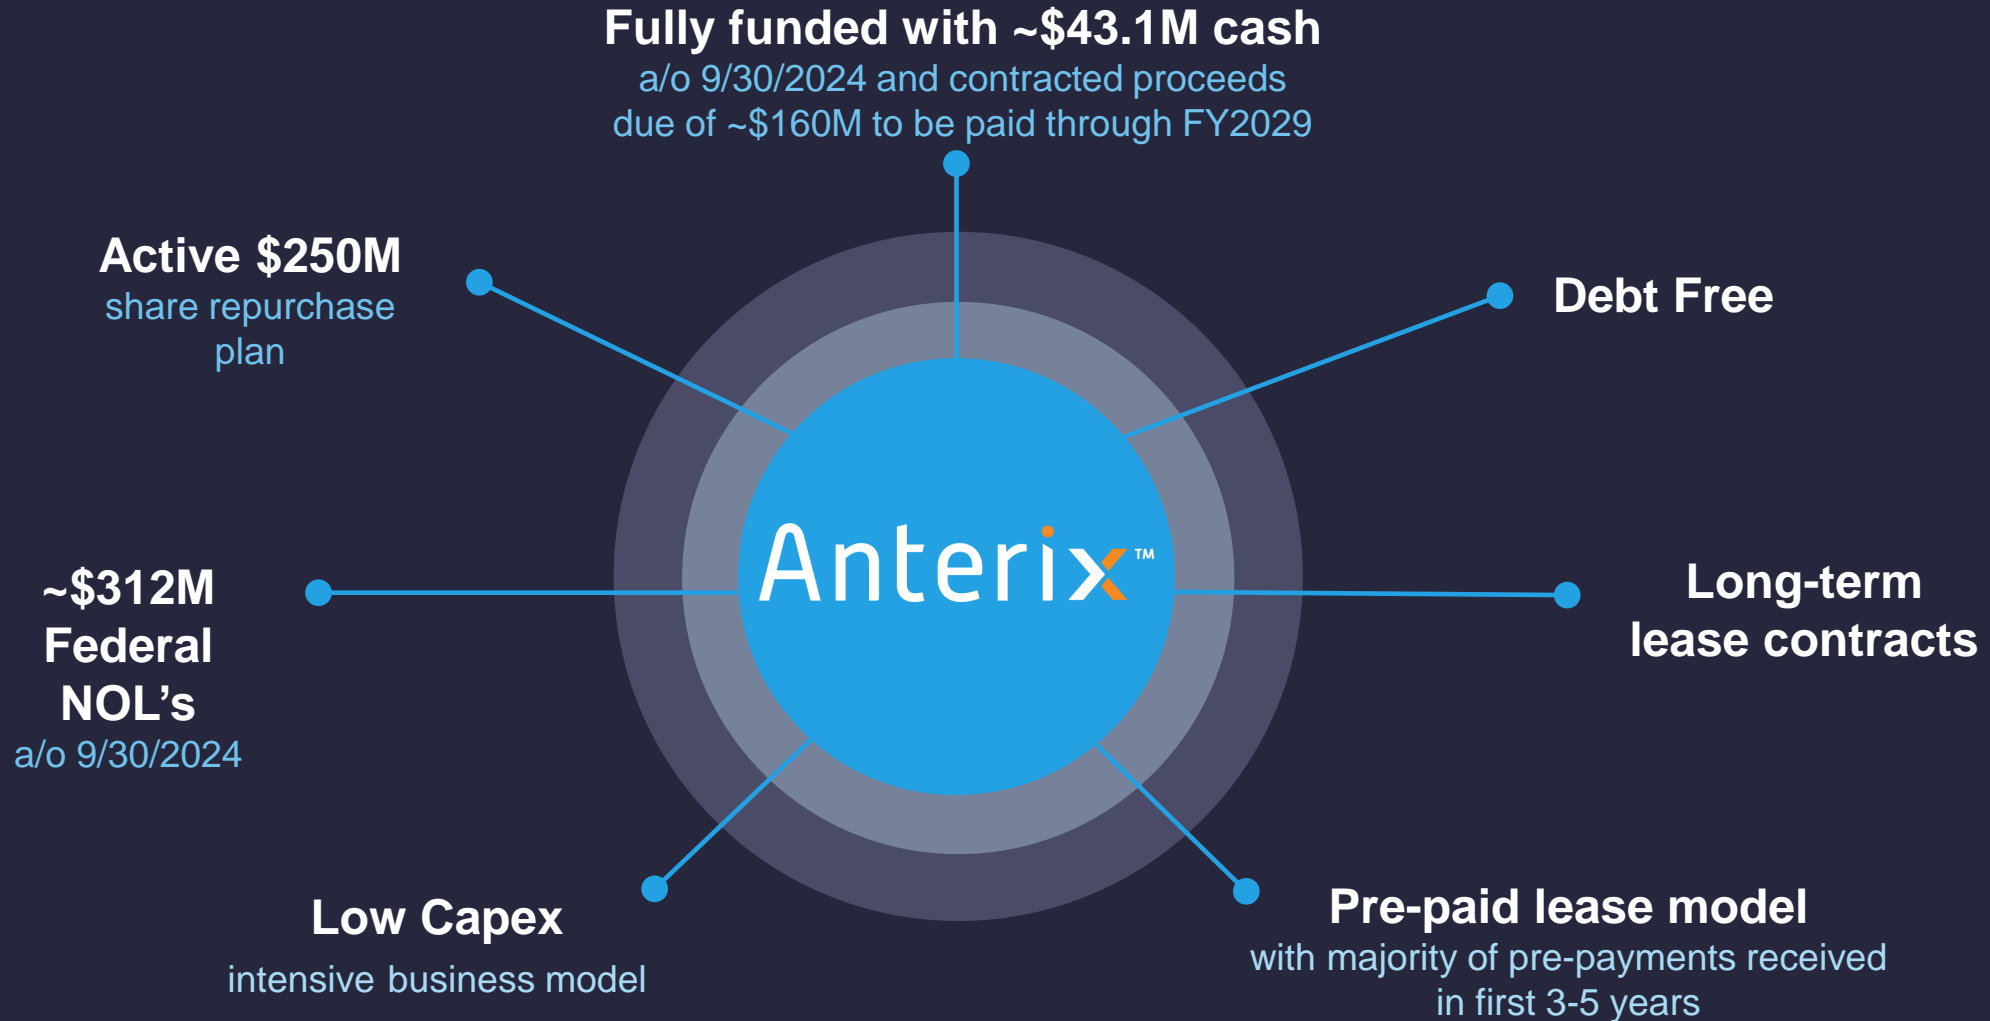 Fully funded with ~$43.1M cash
a/o 9/30/2024 and contracted proceeds
due of ~$160M to be paid through FY2029
Active $250M
share repurchase
plan
Debt Free
~$312M
Federal
NOL’s
a/o 9/30/2024
Anterix™
Long-term
lease contracts
Low Capex
intensive business model
Pre-paid lease model
with majority of pre-payments received
in first 3-5 years